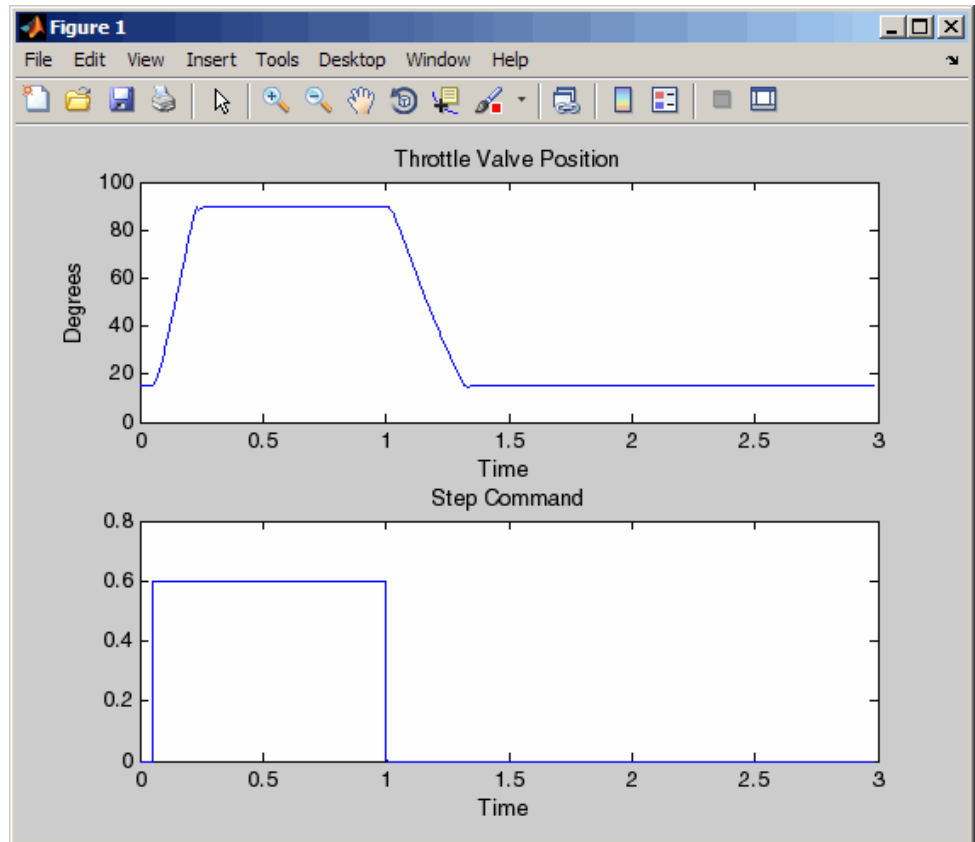 Figure 1
File Edit View Insert Tools Desktop Window Help
Throttle Valve Position
100
80
60
40
20
0
Degrees
0 0.5 1 1.5 2 2.5 3
Time
Step Command
0.8
0.6
0.4
0.2
0
0 0.5 1 1.5 2 2.5 3
Time